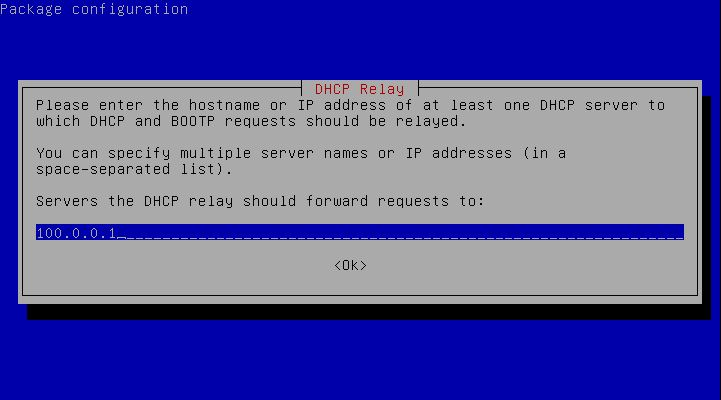 Package configuration
DHCP Relay
Please enter the hostname or IP address of at least one DHCP server to
which DHCP and BOOTP requests should be relayed.
You can specify multiple server names or IP addresses (in a
space-separated list).
Servers the DHCP relay should forward requests to:
100.0.0.1
<Ok>